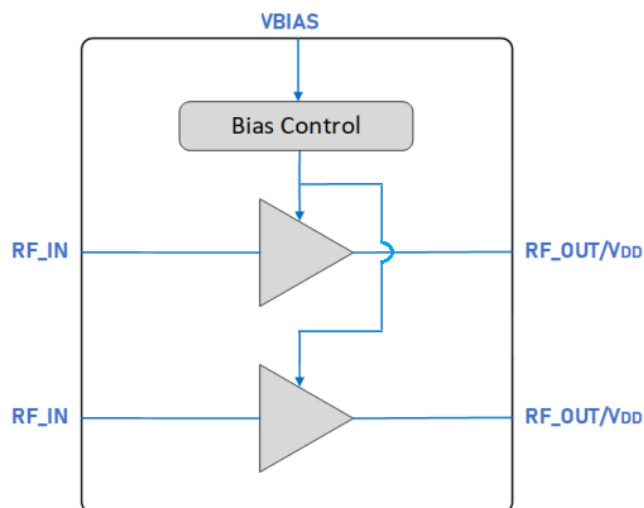 VBIAS
Bias Control
RF_IN
RF_OUT/VDD
RF_IN
RF_OUT/VDD